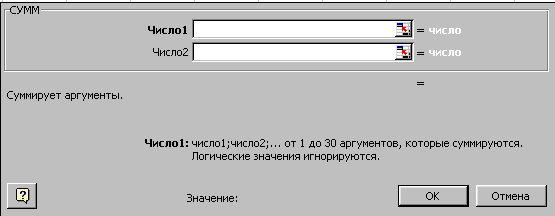 СУММ
Число1 = число
Число2 = число
=
Суммирует аргументы.
Число1: число1;число2;... от 1 до 30 аргументов, которые суммируются.
Логические значения игнорируются.
? Значение: OK Отмена